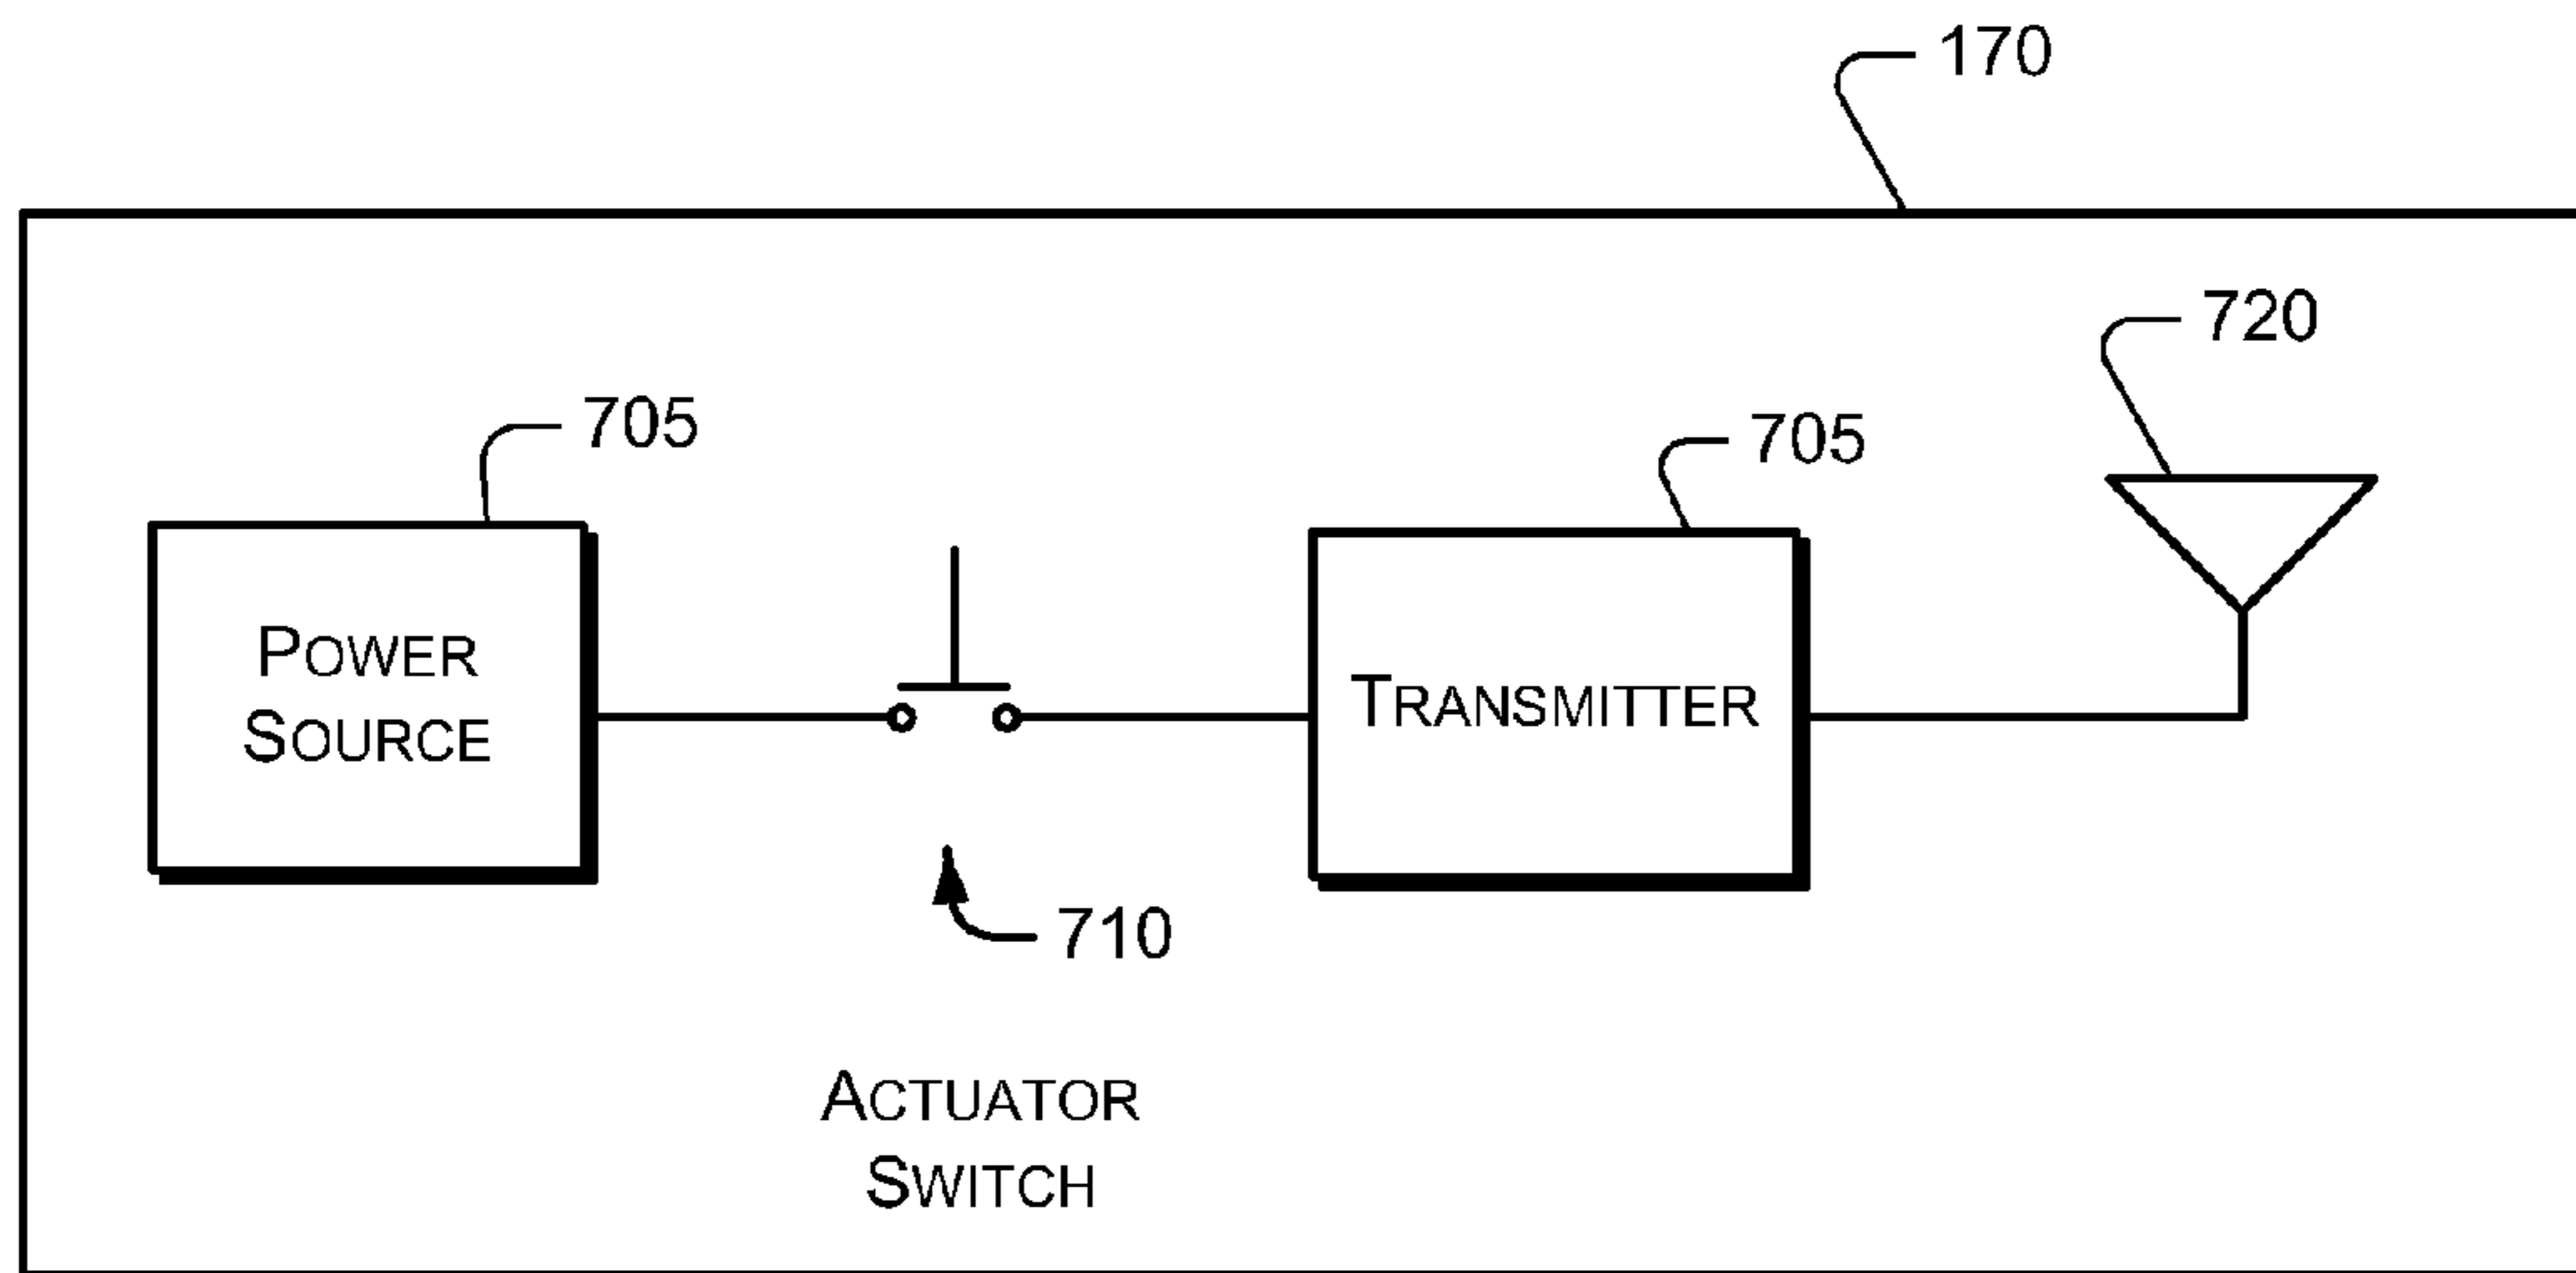 170
720
705
705
POWER
SOURCE
TRANSMITTER
710
ACTUATOR
SWITCH